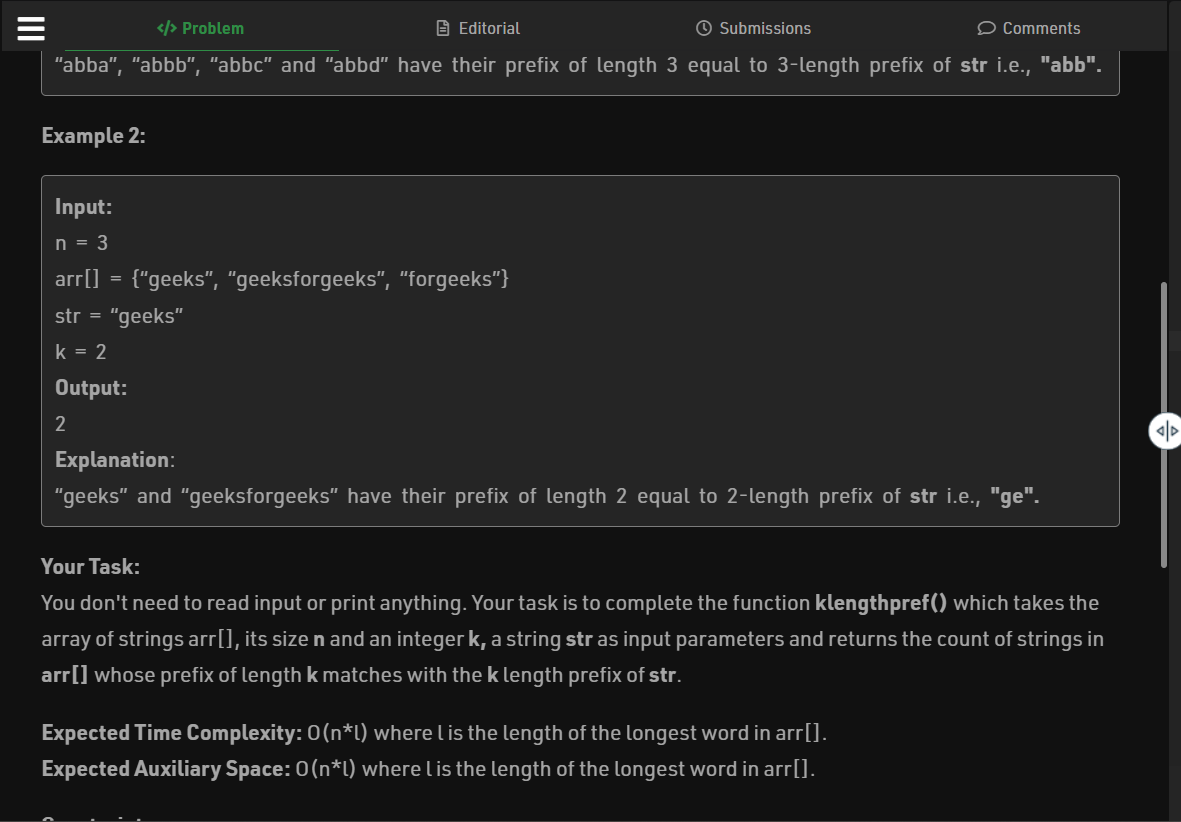 </> Problem
Editorial
Submissions
Comments
“abba”, “abbb”, “abbc” and “abbd” have their prefix of length 3 equal to 3-length prefix of str i.e., "abb".
Example 2:
Input:
n = 3
arr[] = {“geeks”, “geeksforgeeks”, “forgeeks”}
str = “geeks”
k = 2
Output:
2
Explanation:
“geeks” and “geeksforgeeks” have their prefix of length 2 equal to 2-length prefix of str i.e., "ge".
Your Task:
You don't need to read input or print anything. Your task is to complete the function klengthpref() which takes the
array of strings arr[], its size n and an integer k, a string str as input parameters and returns the count of strings in
arr[] whose prefix of length k matches with the k length prefix of str.
Expected Time Complexity: O(n*l) where l is the length of the longest word in arr[].
Expected Auxiliary Space: O(n*l) where l is the length of the longest word in arr[].